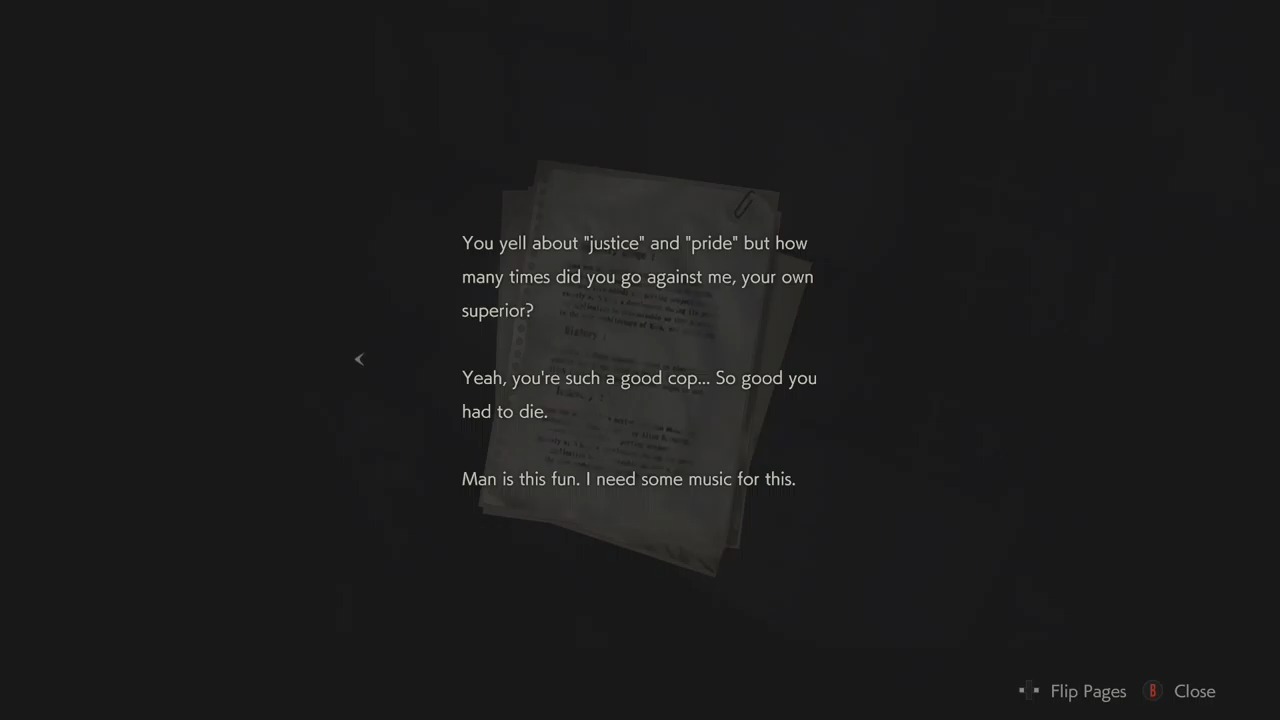 You yell about "justice" and "pride" but how
many times did you go against me, your own
superior?
Yeah, you're such a good cop... So good you
had to die.
Man is this fun. I need some music for this.
Flip Pages B Close